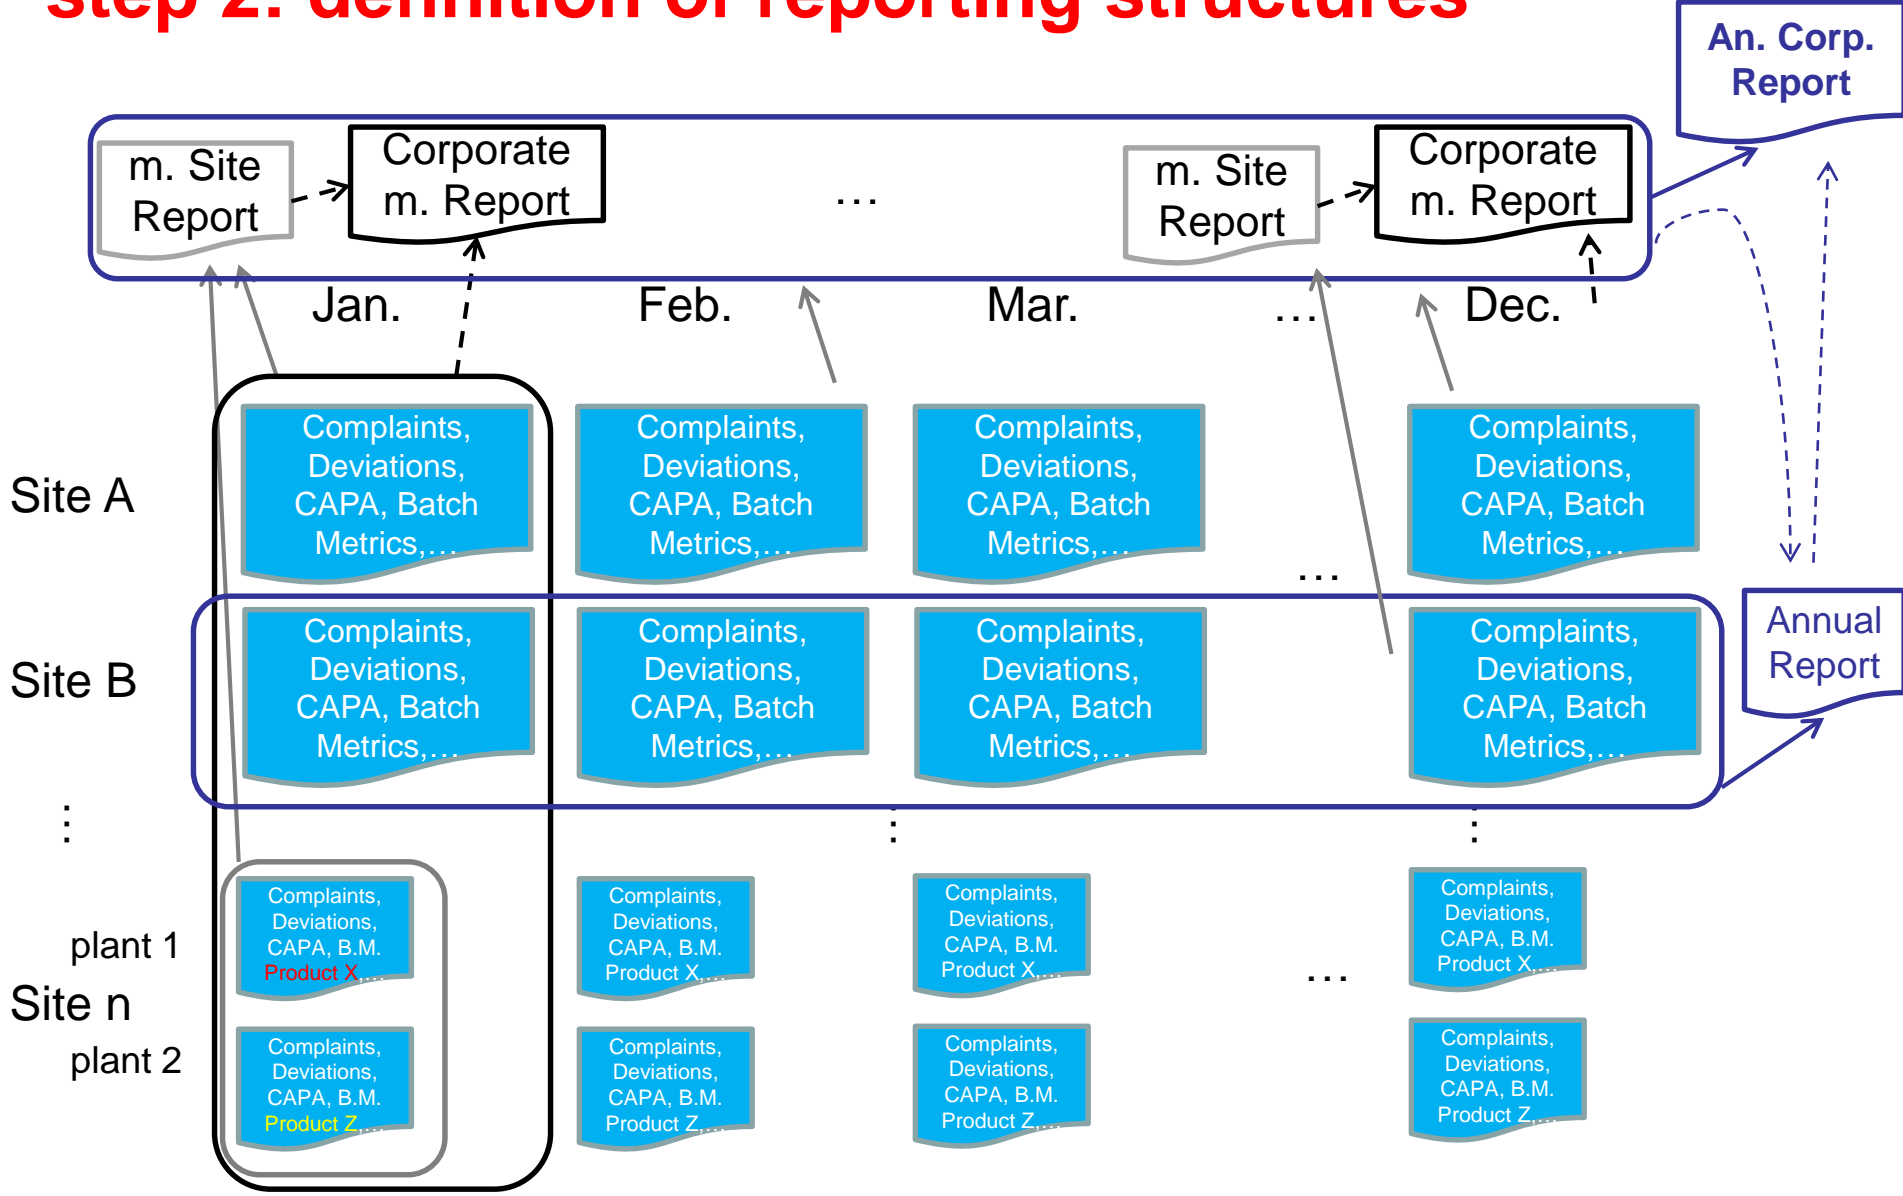 step 2: definition of reporting structures
An. Corp.
Report
m. Site
Report
Corporate
m. Report
…
m. Site
Report
Corporate
m. Report
Jan.
Feb.
Mar.
…
Dec.
Site A
Complaints,
Deviations,
CAPA, Batch
Metrics,…
Complaints,
Deviations,
CAPA, Batch
Metrics,…
Complaints,
Deviations,
CAPA, Batch
Metrics,…
…
Complaints,
Deviations,
CAPA, Batch
Metrics,…
Site B
Complaints,
Deviations,
CAPA, Batch
Metrics,…
Complaints,
Deviations,
CAPA, Batch
Metrics,…
Complaints,
Deviations,
CAPA, Batch
Metrics,…
Complaints,
Deviations,
CAPA, Batch
Metrics,…
Annual
Report
…
…
…
plant 1
Complaints,
Deviations,
CAPA, B.M.
Product X,…
Complaints,
Deviations,
CAPA, B.M.
Product X,…
Complaints,
Deviations,
CAPA, B.M.
Product X,…
…
Complaints,
Deviations,
CAPA, B.M.
Product X,…
Site n
plant 2
Complaints,
Deviations,
CAPA, B.M.
Product Z,…
Complaints,
Deviations,
CAPA, B.M.
Product Z,…
Complaints,
Deviations,
CAPA, B.M.
Product Z,…
Complaints,
Deviations,
CAPA, B.M.
Product Z,…